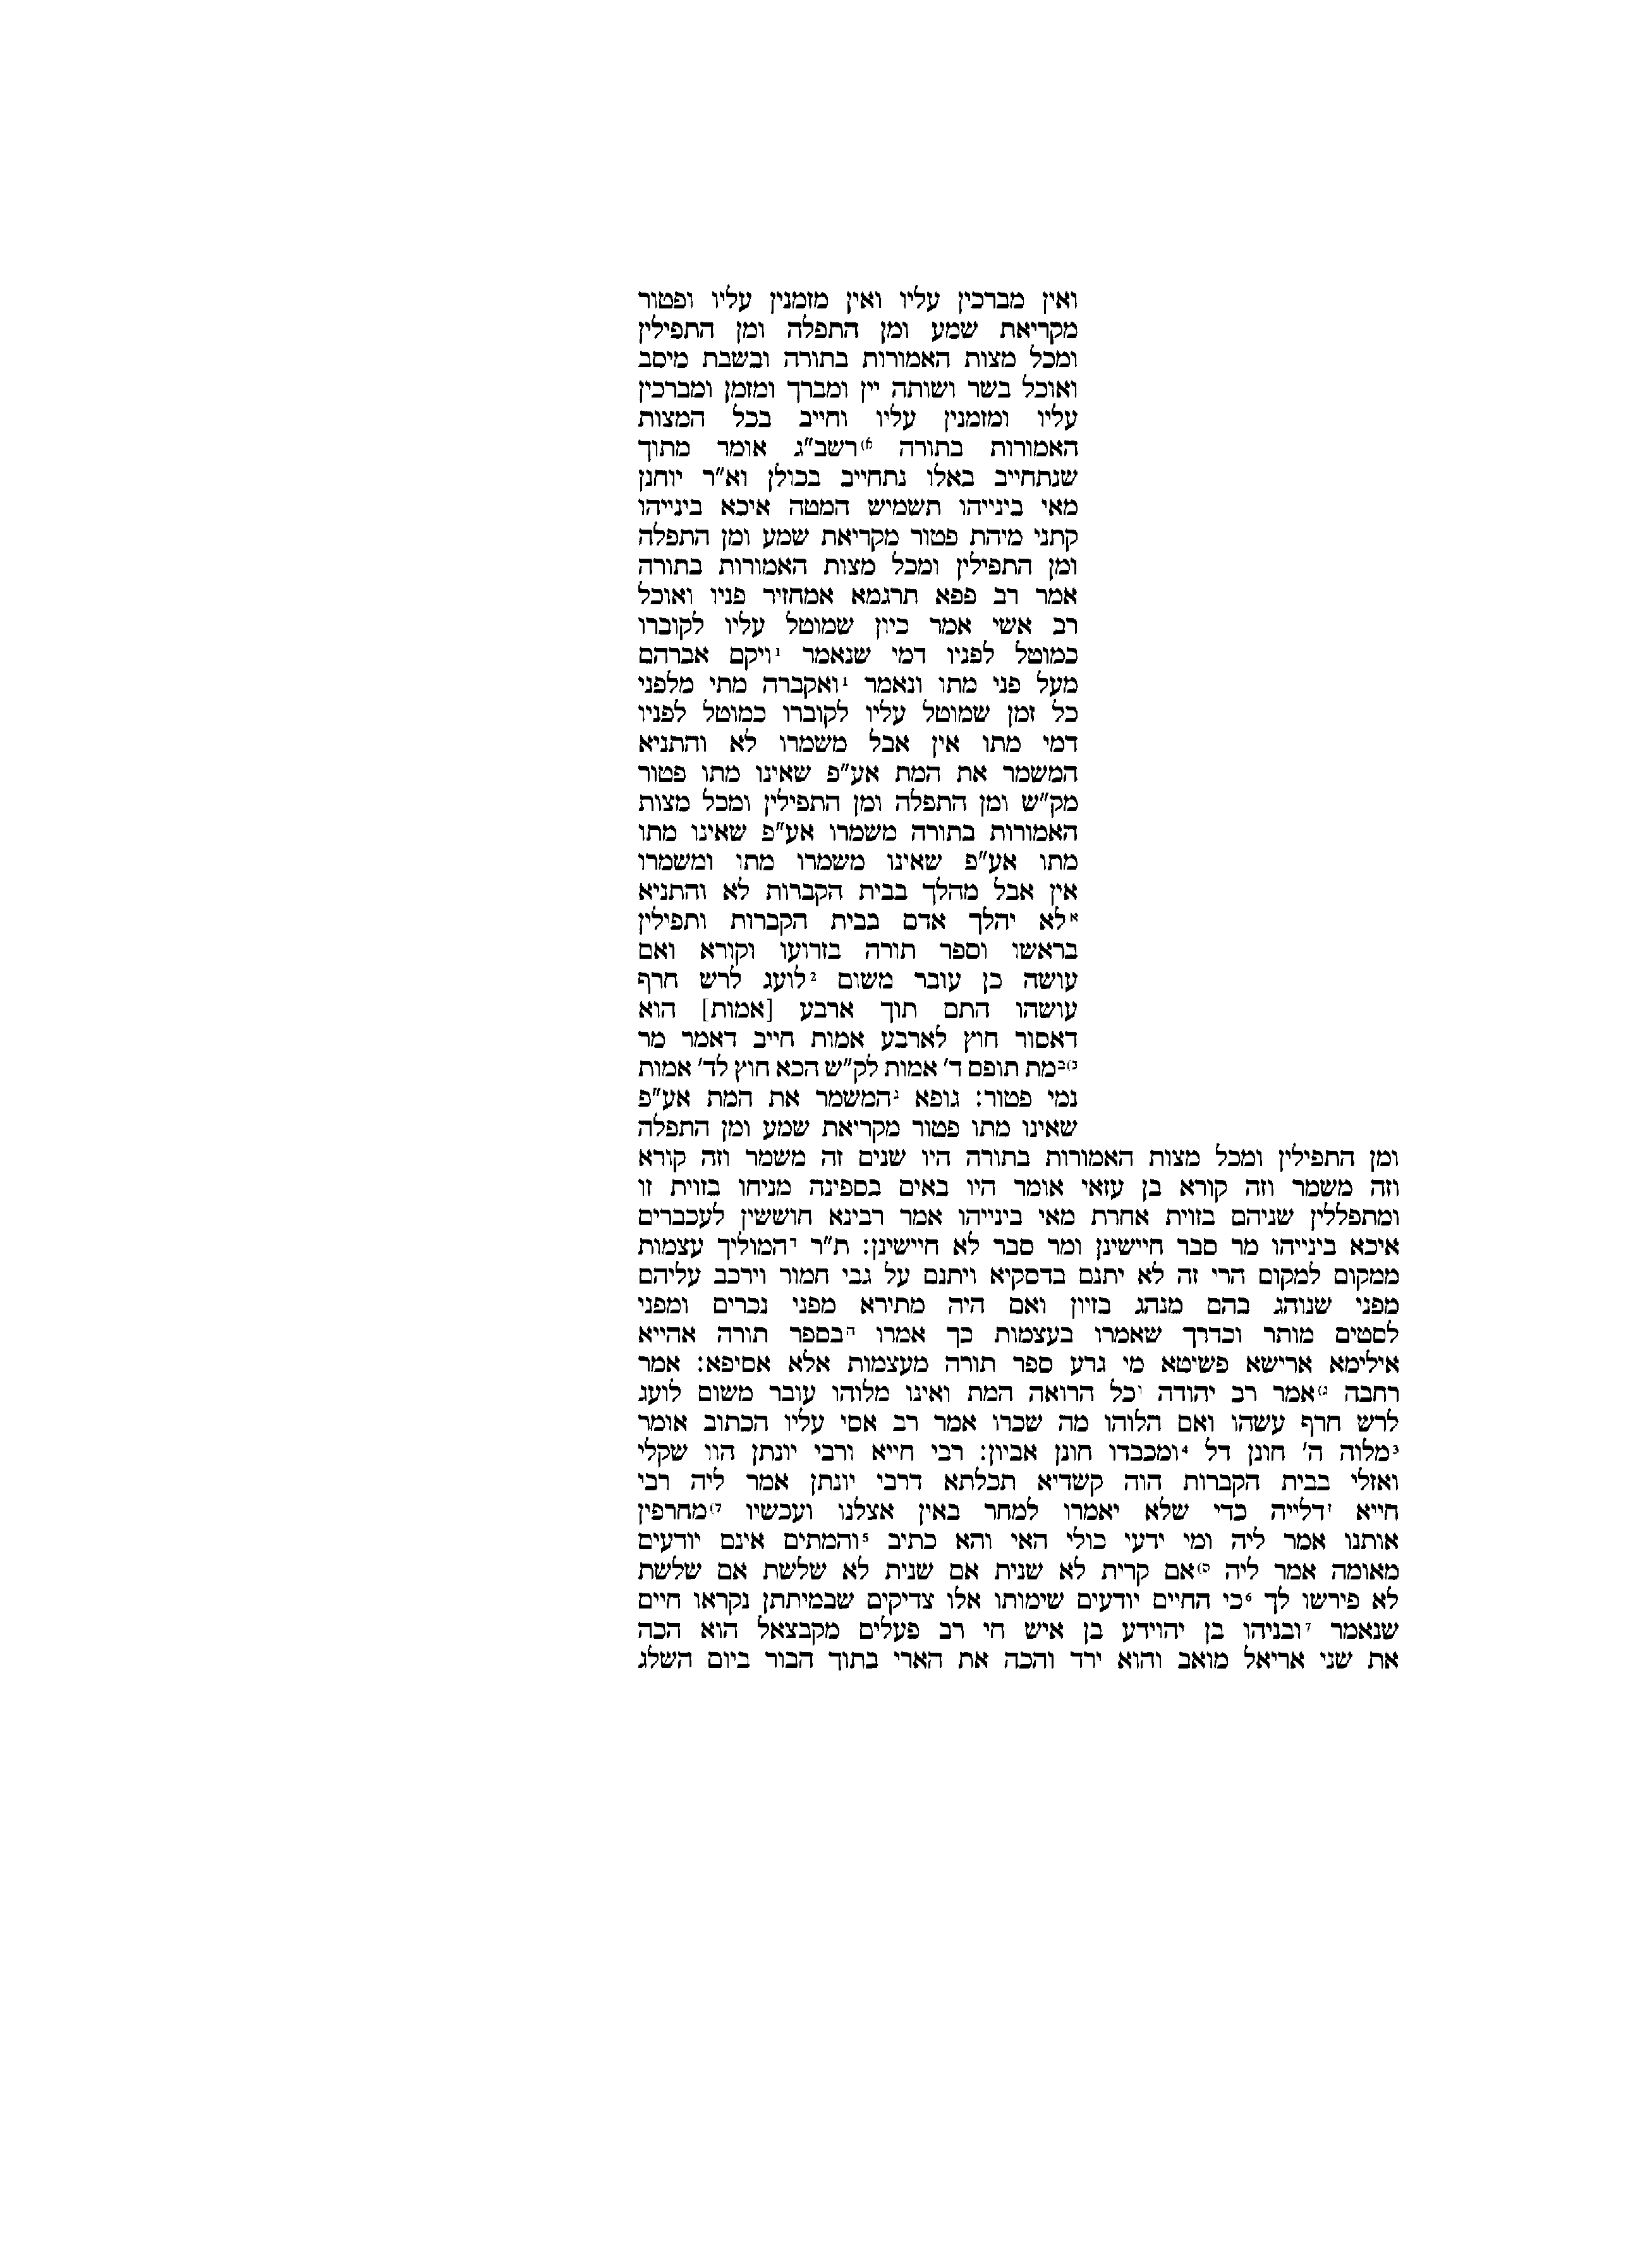 ואין מברכין עליו ואין מזמנין עליו ופטור
מקריאת שמע ומן התפלה ומן התפילין
ומכל מצות האמורות בתורה ובשבת מיסב
ואוכל בשר ושותה יין ומברך ומזמן ומברכין
עליו ומזמנין עליו וחייב בכל המצות
האמורות בתורה א)רשב"ג אומר מתוך
שנתחייב באלו נתחייב בכולן וא"ר יוחנן
מאי בינייהו תשמיש המטה איכא בינייהו
קתני מיהת פטור מקריאת שמע ומן התפלה
ומן התפילין ומכל מצות האמורות בתורה
אמר רב פפא תרגמא אמחזיר פניו ואוכל
רב אשי אמר כיון שמוטל עליו לקוברו
כמוטל לפניו דמי שנאמר 1ויקם אברהם
מעל פני מתו ונאמר 1ואקברה מתי מלפני
כל זמן שמוטל עליו לקוברו כמוטל לפניו
דמי מתו אין אבל משמרו לא והתניא
המשמר את המת אע"פ שאינו מתו פטור
מק"ש ומן התפלה ומן התפילין ומכל מצות
האמורות בתורה משמרו אע"פ שאינו מתו
מתו אע"פ שאינו משמרו מתו ומשמרו
אין אבל מהלך בבית הקברות לא והתניא
אלא יהלך אדם בבית הקברות ותפילין
בראשו וספר תורה בזרועו וקורא ואם
עושה כן עובר משום 2לועג לרש חרף
עושהו התם תוך ארבע [אמות] הוא
דאסור חוץ לארבע אמות חייב דאמר מר
ב)במת תופס ד' אמות לק"ש הכא חוץ לד' אמות
נמי פטור: גופא גהמשמר את המת אע"פ
שאינו מתו פטור מקריאת שמע ומן התפלה
ומן התפילין ומכל מצות האמורות בתורה היו שנים זה משמר וזה קורא
וזה משמר וזה קורא בן עזאי אומר היו באים בספינה מניחו בזוית זו
ומתפללין שניהם בזוית אחרת מאי בינייהו אמר רבינא חוששין לעכברים
איכא בינייהו מר סבר חיישינן ומר סבר לא חיישינן: ת"ר דהמוליך עצמות
ממקום למקום הרי זה לא יתנם בדסקיא ויתנם על גבי חמור וירכב עליהם
מפני שנוהג בהם מנהג בזיון ואם היה מתירא מפני נכרים ומפני
לסטים מותר וכדרך שאמרו בעצמות כך אמרו הבספר תורה אהייא
אילימא ארישא פשיטא מי גרע ספר תורה מעצמות אלא אסיפא: אמר
רחבה ג)אמר רב יהודה וכל הרואה המת ואינו מלוהו עובר משום לועג
לרש חרף עשהו ואם הלוהו מה שכרו אמר רב אסי עליו הכתוב אומר
3מלוה ה' חונן דל 4ומכבדו חונן אביון: רבי חייא ורבי יונתן הוו שקלי
ואזלי בבית הקברות הוה קשדיא תכלתא דרבי יונתן אמר ליה רבי
חייא זדלייה כדי שלא יאמרו למחר באין אצלנו ועכשיו ד)מחרפין
אותנו אמר ליה ומי ידעי כולי האי והא כתיב 5והמתים אינם יודעים
מאומה אמר ליה ה)אם קרית לא שנית אם שנית לא שלשת אם שלשת
לא פירשו לך 6כי החיים יודעים שימותו אלו צדיקים שבמיתתן נקראו חיים
שנאמר 7ובניהו בן יהוידע בן איש חי רב פעלים מקבצאל הוא הכה
את שני אריאל מואב והוא ירד והכה את הארי בתוך הבור ביום השלג